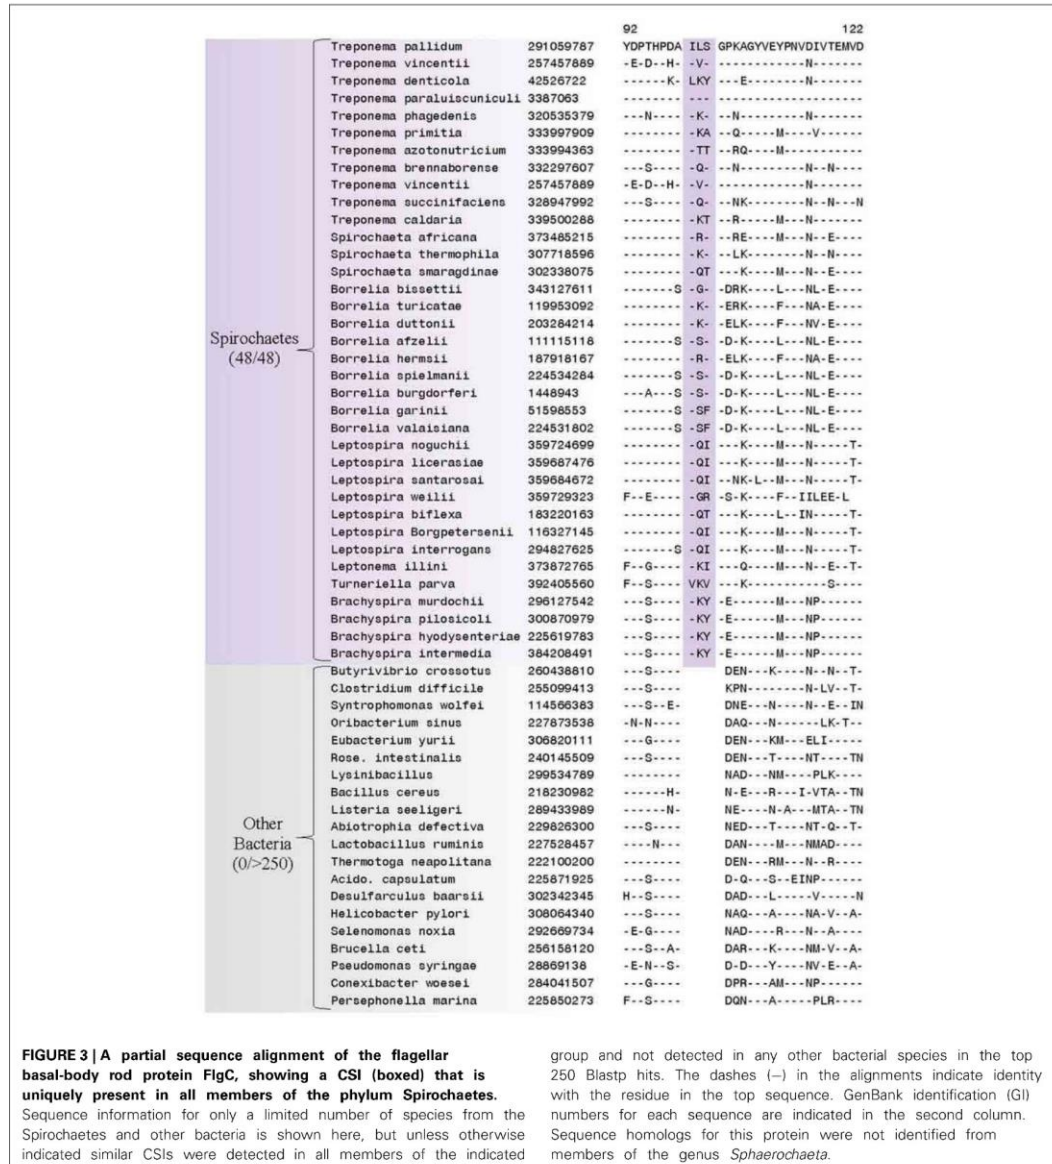 92 122
Treponema pallidum 291059787 YDPTHPDA ILS GPKAGYVEYPNVDIVTEMVD
Treponema vincentii 257457889 -E-D--H- -V- -----------N--------
Treponema denticola 42526722 ------K- LKY ---E-------N--------
Treponema paraluiscuniculi 3387063 -------- --- --------------------
Treponema phagedenis 320535379 ---N---- -K- --N--------N--------
Treponema primitia 333997909 -------- -KA --Q-----M----V------
Treponema azotonutricium 333994363 -------- -TT --RQ----M-----------
Treponema brennaborense 332297607 ---S---- -Q- --N--------N--N----
Treponema vincentii 257457889 -E-D--H- -V- -----------N--------
Treponema succinifaciens 328947992 ---S---- -Q- --NK-------N--N---N
Treponema caldaria 339500288 -------- -KT --R-----M---N------
Spirochaeta africana 373485215 -------- -R- --RE----M---N--E----
Spirochaeta thermophila 307718596 -------- -K- --LK--------N--N----
Spirochaeta smaragdinae 302338075 -------- -QT ---K----M---N--E----
Borrelia bissettii 343127611 -------S -G- -DRK----L---NL-E----
Borrelia turicatae 119953092 -------- -K- -ERK----F---NA-E----
Borrelia duttonii 203284214 -------- -K- -ELK----F---NV-E----
Spirochaetes
(48/48)
Borrelia afzelii 111115118 -------S -S- -D-K----L---NL-E----
Borrelia hermsii 187918167 -------- -R- -ELK----F---NA-E----
Borrelia spielmanii 224534284 -------S -S- -D-K----L---NL-E----
Borrelia burgdorferi 1448943 ---A---S -S- -D-K----L---NL-E----
Borrelia garinii 51598553 -------S -SF -D-K----L---NL-E----
Borrelia valaisiana 224531802 -------S -SF -D-K----L---NL-E----
Leptospira noguchii 359724699 -------- -QI ---K----M---N-----T-
Leptospira licerasiae 359687476 -------- -QI ---K----M---N-----T-
Leptospira santarosai 359684672 -------- -QI --NK-L--M---N-----T-
Leptospira weilii 359729323 F--E---- -GR -S-K----F--IILEE-L
Leptospira biflexa 183220163 -------- -QT ---K----L--IN-----T-
Leptospira Borgpetersenii 116327145 -------- -QI ---K----M---N-----T-
Leptospira interrogans 294827625 -------S -QI ---K----M---N-----T-
Leptonema illini 373872765 F--G---- -KI ---Q----M---N--E--T-
Turneriella parva 392405560 F--S---- VKV ---K-----------S----
Brachyspira murdochii 296127542 ---S---- -KY -E------M---NP------
Brachyspira pilosicoli 300870979 ---S---- -KY -E------M---NP------
Brachyspira hyodysenteriae 225619783 ---S---- -KY -E------M---NP------
Brachyspira intermedia 384208491 ---S---- -KY -E------M---NP------
Butyrivibrio crossotus 260438810 ---S---- DEN---K----N--N--T-
Clostridium difficile 255099413 ---S---- KPN--------N-LV--T-
Syntrophomonas wolfei 114566383 ---S--E- DNE---N----N--E--IN
Oribacterium sinus 227873538 -N-N---- DAQ---N------LK-T--
Eubacterium yurii 306820111 ---G---- DEN---KM---ELI-----
Rose. intestinalis 240145509 ---S---- DEN---T----NT----TN
Lysinibacillus 299534789 -------- NAD---NM----PLK----
Bacillus cereus 218230982 ------H- N-E---R---I-VTA--TN
Listeria seeligeri 289433989 ------N- NE----N-A---MTA--TN
Other
Bacteria
(0/>250)
Abiotrophia defectiva 229826300 ---S---- NED---T----NT-Q--T-
Lactobacillus ruminis 227528457 ----N--- DAN----M---NMAD----
Thermotoga neapolitana 222100200 -------- DEN---RM---N--R----
Acido. capsulatum 225871925 ---S---- D-Q---S--EINP------
Desulfarculus baarsii 302342345 H--S---- DAD---L-----V-----N
Helicobacter pylori 308064340 ---S---- NAQ---A----NA-V--A-
Selenomonas noxia 292669734 -E-G---- NAD----R---N--A----
Brucella ceti 256158120 ---S--A- DAR---K----NM-V--A-
Pseudomonas syringae 28869138 -E-N--S- D-D---Y----NV-E--A-
Conexibacter woesei 284041507 ---G---- DPR---AM---NP------
Persephonella marina 225850273 F--S---- DQN---A-----PLR----
FIGURE 3 | A partial sequence alignment of the flagellar
basal-body rod protein FlgC, showing a CSI (boxed) that is
uniquely present in all members of the phylum Spirochaetes.
Sequence information for only a limited number of species from the
Spirochaetes and other bacteria is shown here, but unless otherwise
indicated similar CSIs were detected in all members of the indicated
group and not detected in any other bacterial species in the top
250 Blastp hits. The dashes (–) in the alignments indicate identity
with the residue in the top sequence. GenBank identification (GI)
numbers for each sequence are indicated in the second column.
Sequence homologs for this protein were not identified from
members of the genus Sphaerochaeta.